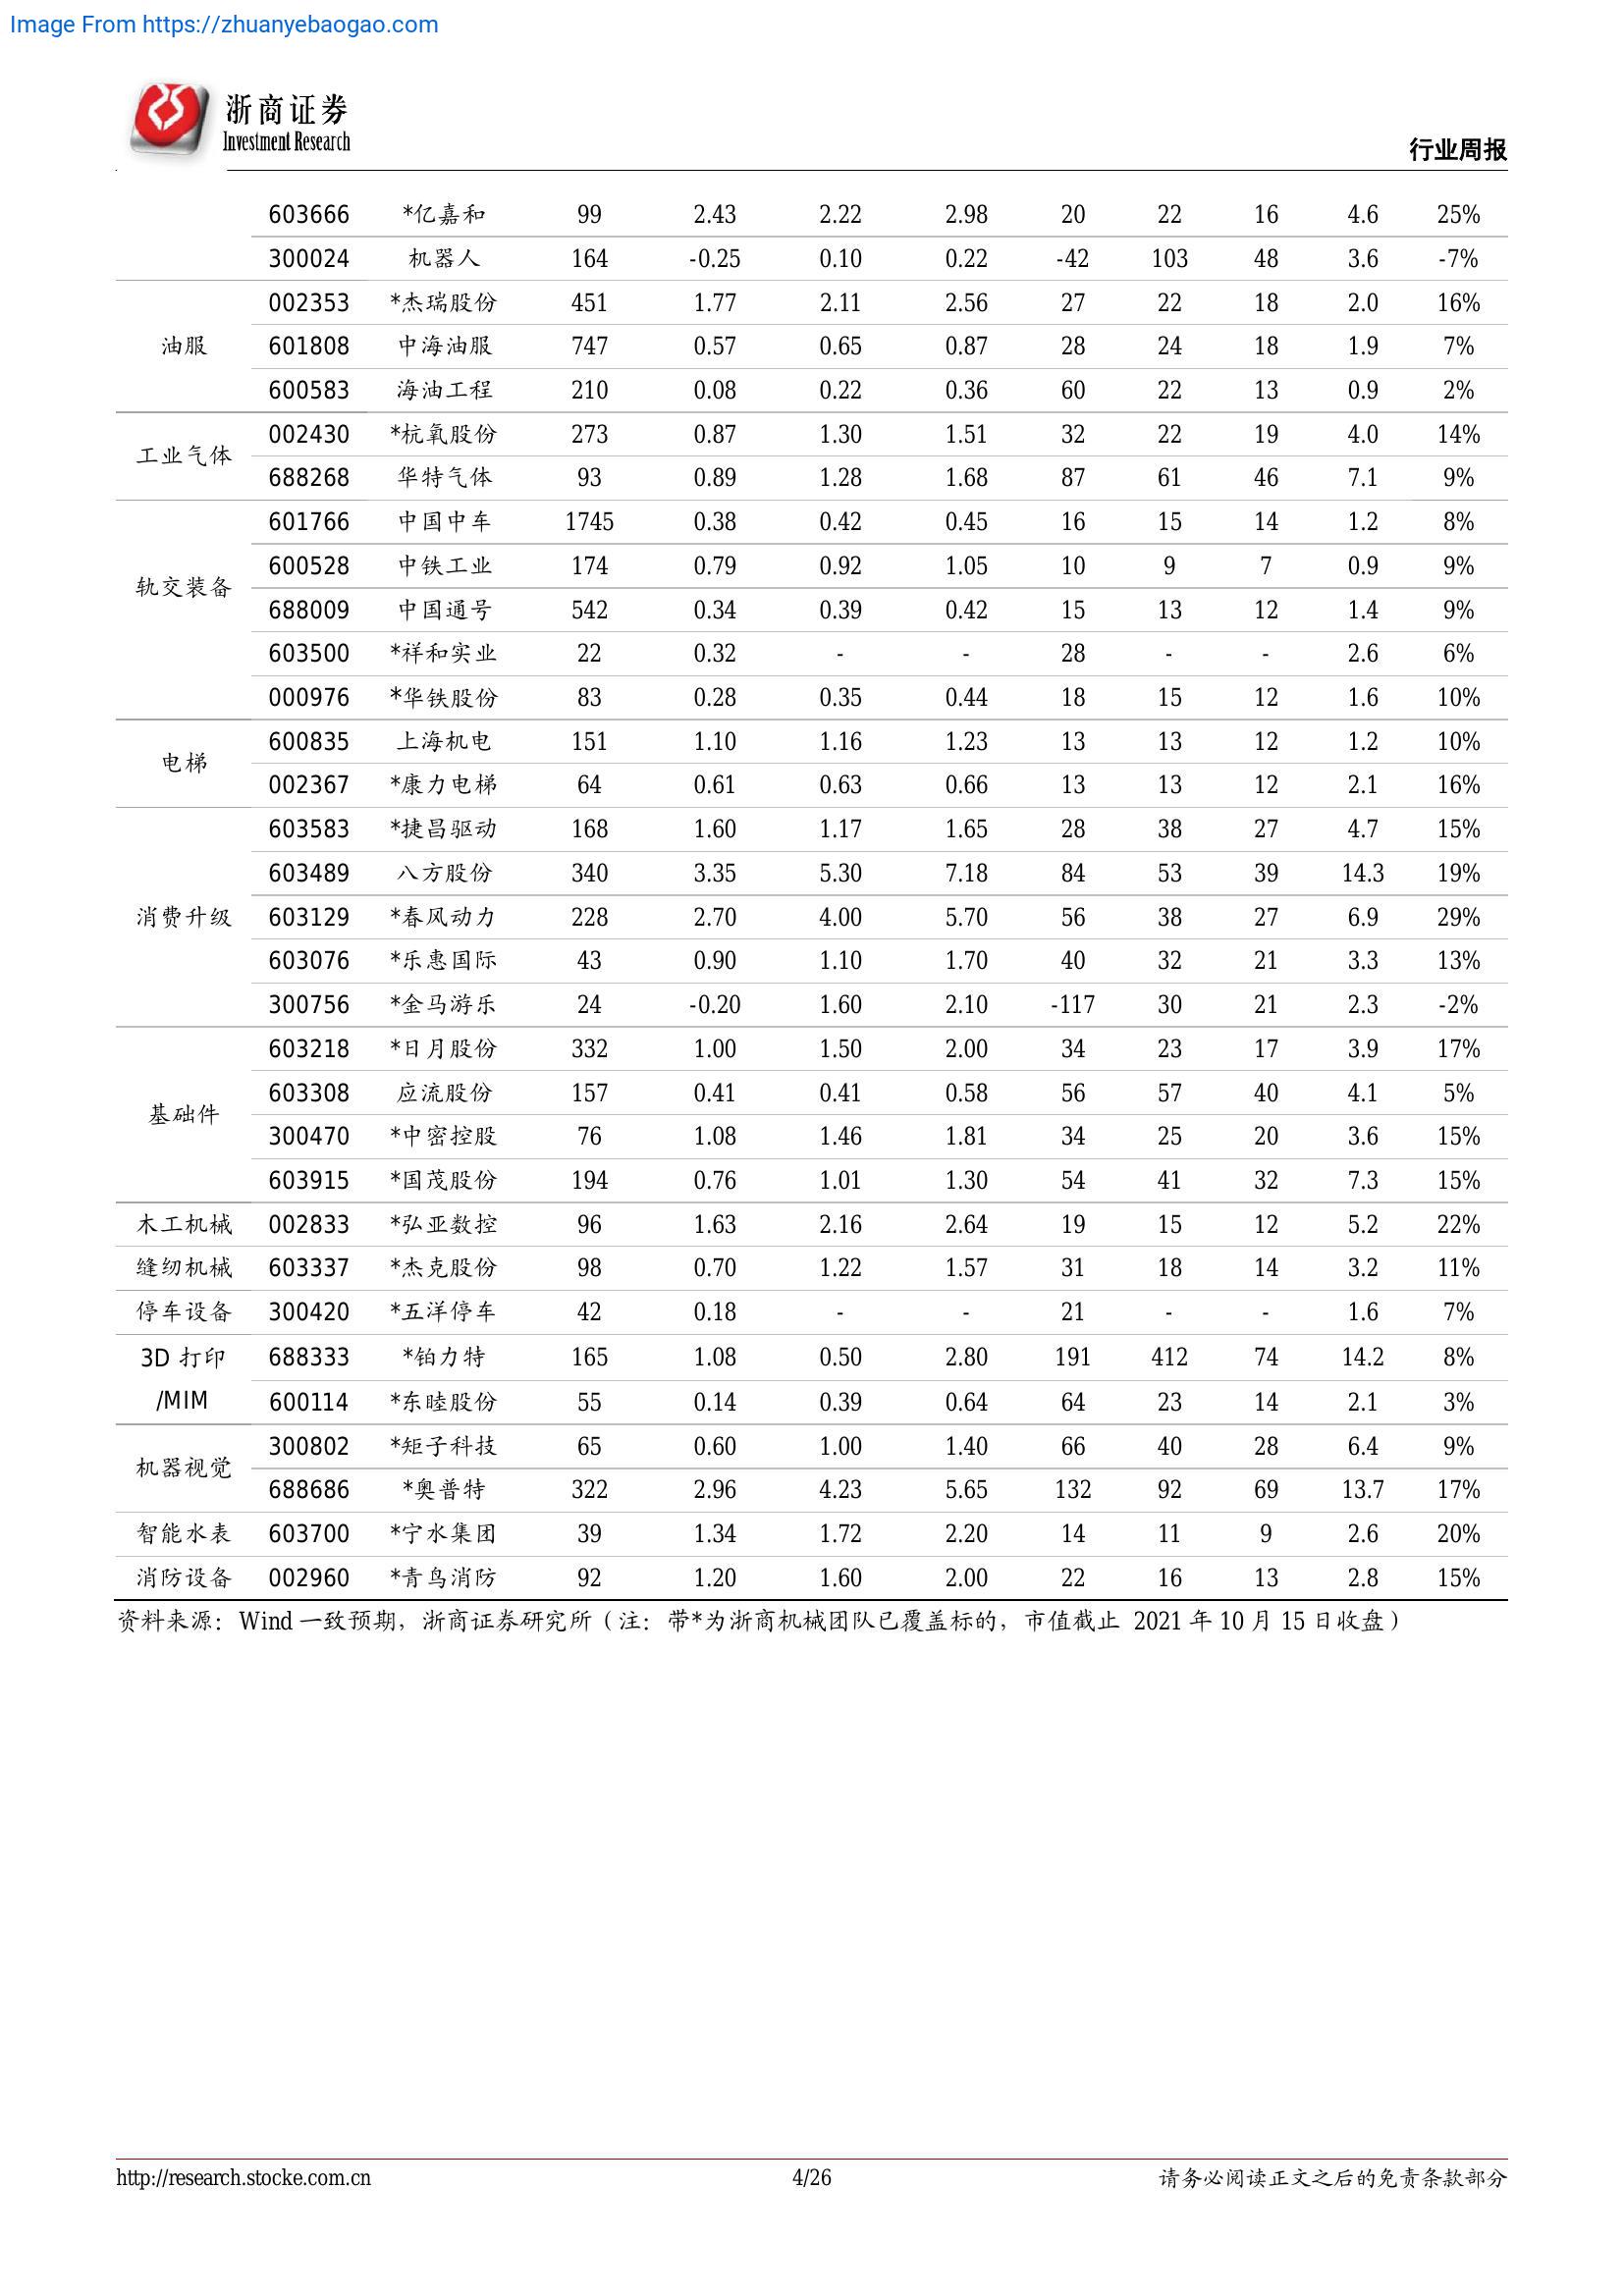 Image From https://zhuanyebaogao.com
浙商证券
Investment Research
行业周报
603666 *亿嘉和 99 2.43 2.22 2.98 20 22 16 4.6 25%
300024 机器人 164 -0.25 0.10 0.22 -42 103 48 3.6 -7%
002353 *杰瑞股份 451 1.77 2.11 2.56 27 22 18 2.0 16%
油服 601808 中海油服 747 0.57 0.65 0.87 28 24 18 1.9 7%
600583 海油工程 210 0.08 0.22 0.36 60 22 13 0.9 2%
工业气体 002430 *杭氧股份 273 0.87 1.30 1.51 32 22 19 4.0 14%
688268 华特气体 93 0.89 1.28 1.68 87 61 46 7.1 9%
601766 中国中车 1745 0.38 0.42 0.45 16 15 14 1.2 8%
600528 中铁工业 174 0.79 0.92 1.05 10 9 7 0.9 9%
轨交装备 688009 中国通号 542 0.34 0.39 0.42 15 13 12 1.4 9%
603500 *祥和实业 22 0.32 - - 28 - - 2.6 6%
000976 *华铁股份 83 0.28 0.35 0.44 18 15 12 1.6 10%
电梯 600835 上海机电 151 1.10 1.16 1.23 13 13 12 1.2 10%
002367 *康力电梯 64 0.61 0.63 0.66 13 13 12 2.1 16%
603583 *捷昌驱动 168 1.60 1.17 1.65 28 38 27 4.7 15%
603489 八方股份 340 3.35 5.30 7.18 84 53 39 14.3 19%
消费升级 603129 *春风动力 228 2.70 4.00 5.70 56 38 27 6.9 29%
603076 *乐惠国际 43 0.90 1.10 1.70 40 32 21 3.3 13%
300756 *金马游乐 24 -0.20 1.60 2.10 -117 30 21 2.3 -2%
603218 *日月股份 332 1.00 1.50 2.00 34 23 17 3.9 17%
603308 应流股份 157 0.41 0.41 0.58 56 57 40 4.1 5%
基础件 300470 *中密控股 76 1.08 1.46 1.81 34 25 20 3.6 15%
603915 *国茂股份 194 0.76 1.01 1.30 54 41 32 7.3 15%
木工机械 002833 *弘亚数控 96 1.63 2.16 2.64 19 15 12 5.2 22%
缝纫机械 603337 *杰克股份 98 0.70 1.22 1.57 31 18 14 3.2 11%
停车设备 300420 *五洋停车 42 0.18 - - 21 - - 1.6 7%
3D 打印 688333 *铂力特 165 1.08 0.50 2.80 191 412 74 14.2 8%
/MIM 600114 *东睦股份 55 0.14 0.39 0.64 64 23 14 2.1 3%
机器视觉 300802 *矩子科技 65 0.60 1.00 1.40 66 40 28 6.4 9%
688686 *奥普特 322 2.96 4.23 5.65 132 92 69 13.7 17%
智能水表 603700 *宁水集团 39 1.34 1.72 2.20 14 11 9 2.6 20%
消防设备 002960 *青鸟消防 92 1.20 1.60 2.00 22 16 13 2.8 15%
资料来源：Wind 一致预期，浙商证券研究所（注：带*为浙商机械团队已覆盖标的，市值截止 2021 年 10 月 15 日收盘）
http://research.stocke.com.cn 4/26 请务必阅读正文之后的免责条款部分